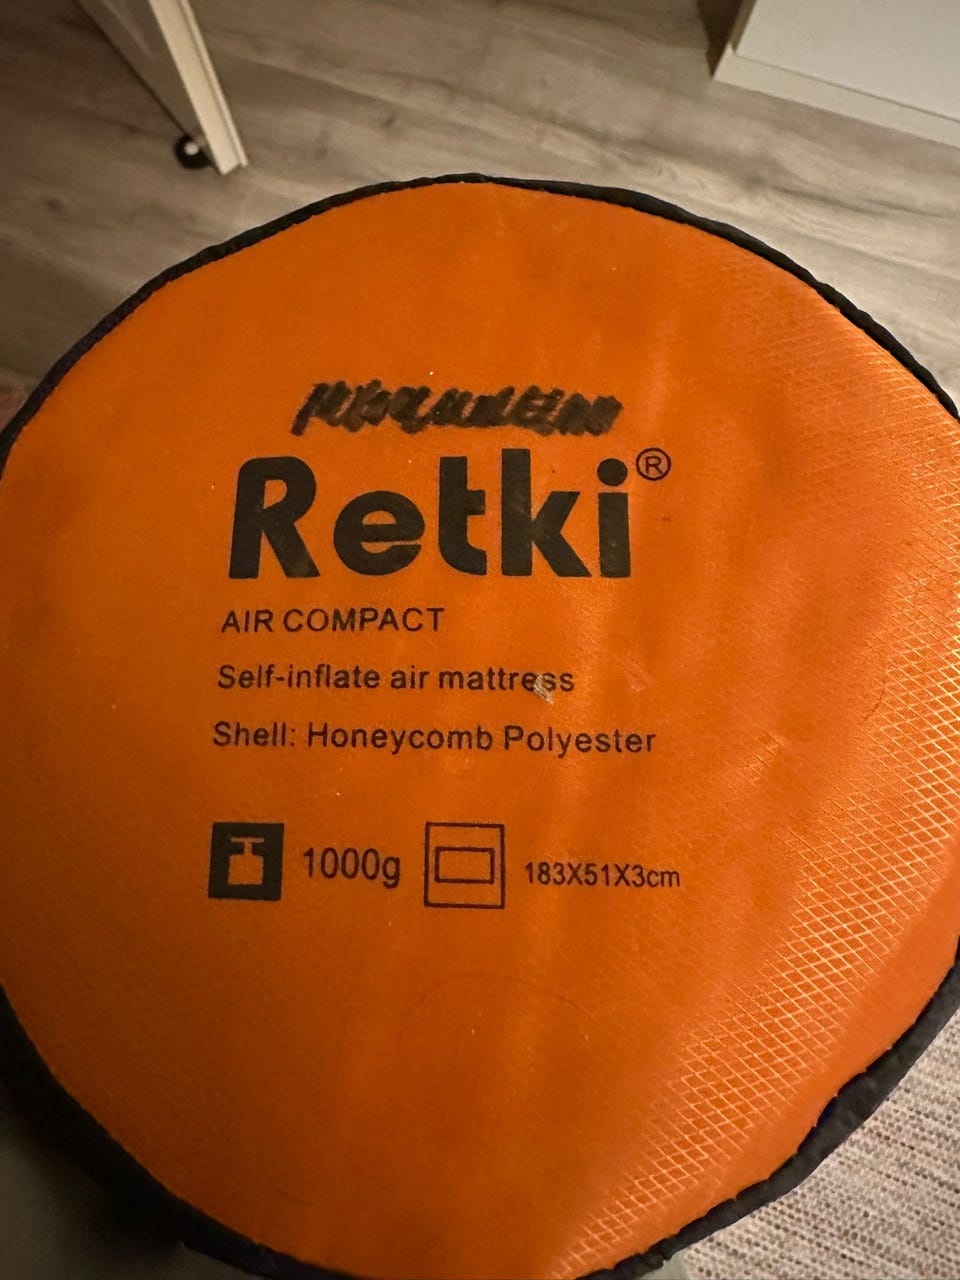 Retki®
AIR COMPACT
Self-inflate air mattress
Shell: Honeycomb Polyester
1000g 183X51X3cm